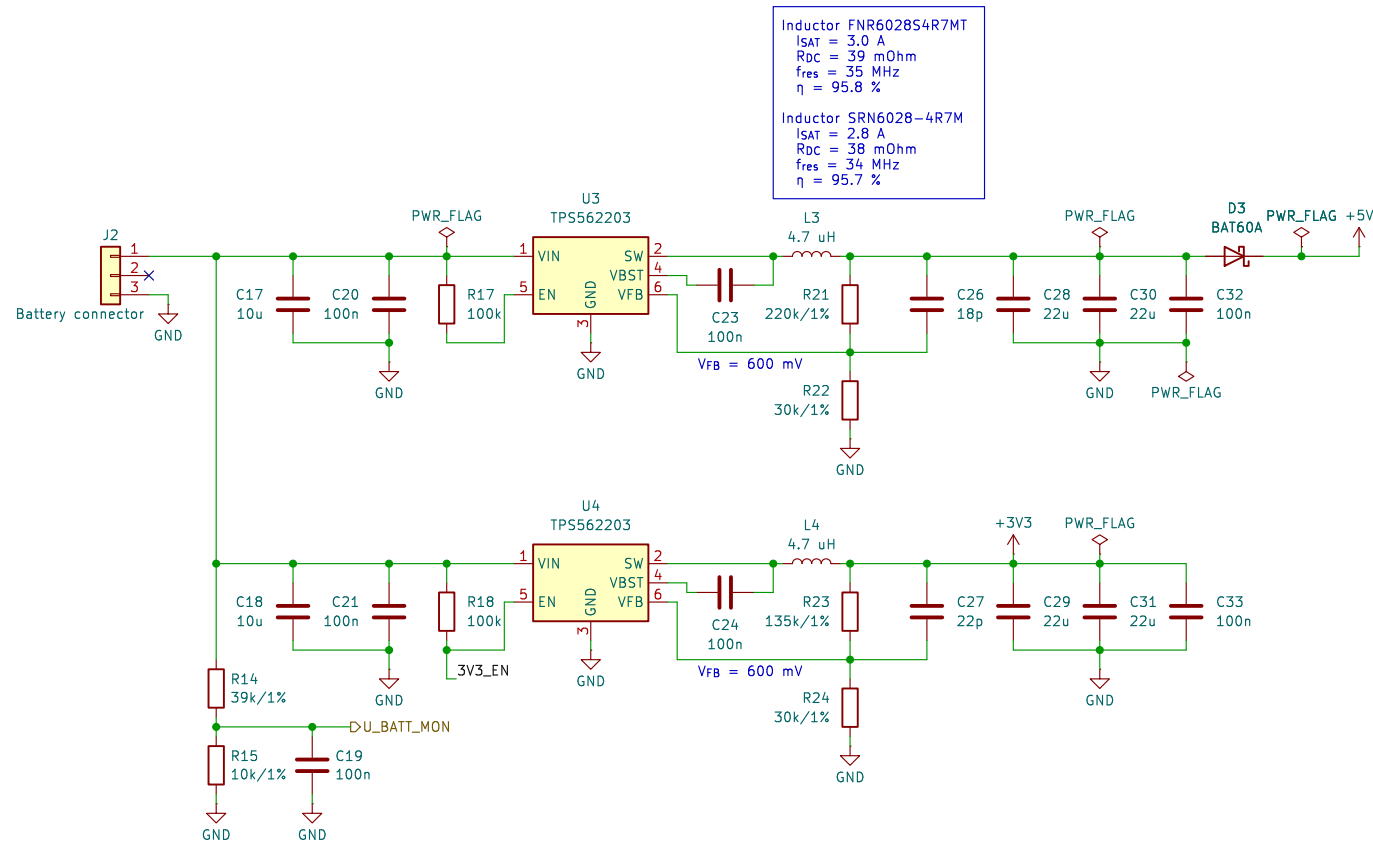 Inductor FNR6028S4R7MT
ISAT = 3.0 A
RDC = 39 mOhm
fres = 35 MHz
η = 95.8 %
Inductor SRN6028-4R7M
ISAT = 2.8 A
RDC = 38 mOhm
fres = 34 MHz
η = 95.7 %
J2
1
2
3
Battery connector
GND
C17
10u
C20
100n
GND
PWR_FLAG
R17
100k
U3
TPS562203
1
VIN
5
EN
GND
3
SW
2
VBST
4
VFB
6
GND
C23
100n
L3
4.7 uH
VFB = 600 mV
R21
220k/1%
R22
30k/1%
GND
C26
18p
C28
22u
PWR_FLAG
C30
22u
C32
100n
GND
PWR_FLAG
D3
BAT60A
PWR_FLAG
+5V
C18
10u
C21
100n
GND
R18
100k
3V3_EN
U4
TPS562203
1
VIN
5
EN
GND
3
SW
2
VBST
4
VFB
6
GND
C24
100n
L4
4.7 uH
VFB = 600 mV
R23
135k/1%
R24
30k/1%
GND
C27
22p
+3V3
C29
22u
PWR_FLAG
C31
22u
C33
100n
GND
R14
39k/1%
U_BATT_MON
R15
10k/1%
C19
100n
GND
GND